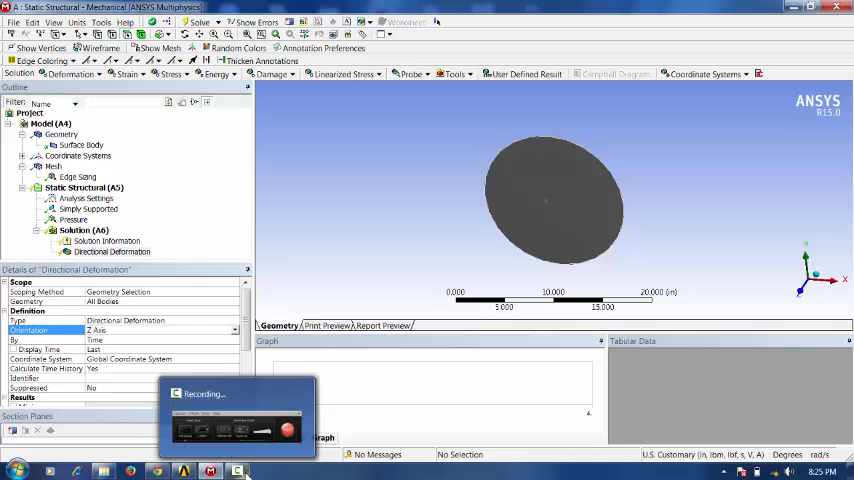 A : Static Structural - Mechanical [ANSYS Multiphysics]
File Edit View Units Tools Help Solve Show Errors Worksheet
Show Vertices Wireframe Show Mesh Random Colors Annotation Preferences
Edge Coloring Thicken Annotations
Solution Deformation Strain Stress Energy Damage Linearized Stress Probe Tools User Defined Result Campbell Diagram Coordinate Systems
Outline
Filter: Name
Project
Model (A4)
Geometry
Surface Body
Coordinate Systems
Mesh
Edge Sizing
Static Structural (A5)
Analysis Settings
Simply Supported
Pressure
Solution (A6)
Solution Information
Directional Deformation
ANSYS
R15.0
Y
X
Z
0.000 10.000 20.000 (in)
5.000 15.000
Details of "Directional Deformation"
Scope
Scoping Method Geometry Selection
Geometry All Bodies
Definition
Type Directional Deformation
Orientation Z Axis
By Time
Display Time Last
Coordinate System Global Coordinate System
Calculate Time History Yes
Identifier
Suppressed No
Results
Section Planes
Geometry Print Preview Report Preview
Graph
Tabular Data
Recording...
Graph
No Messages No Selection U.S. Customary (in, lbm, lbf, s, V, A) Degrees rad/s
8:25 PM